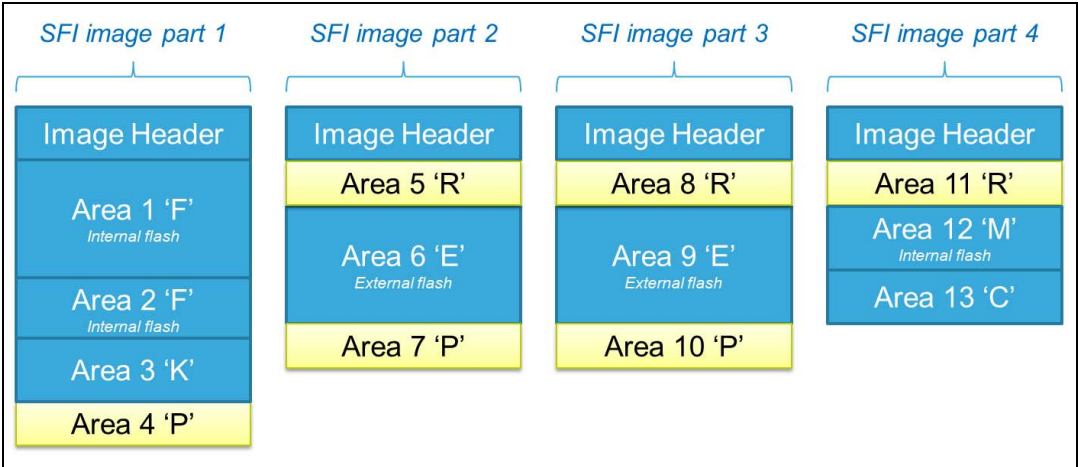 SFI image part 1
Image Header
Area 1 ‘F’
Internal flash
Area 2 ‘F’
Internal flash
Area 3 ‘K’
Area 4 ‘P’
SFI image part 2
Image Header
Area 5 ‘R’
Area 6 ‘E’
External flash
Area 7 ‘P’
SFI image part 3
Image Header
Area 8 ‘R’
Area 9 ‘E’
External flash
Area 10 ‘P’
SFI image part 4
Image Header
Area 11 ‘R’
Area 12 ‘M’
Internal flash
Area 13 ‘C’